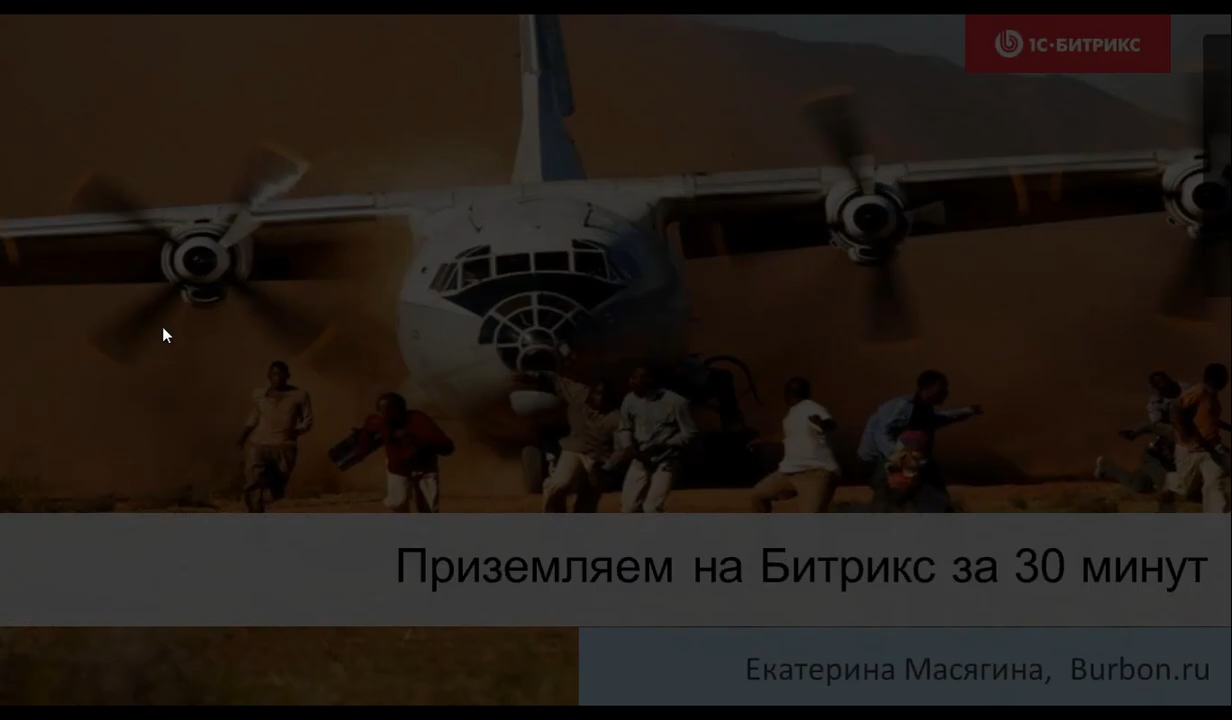 1С·БИТРИКС
Приземляем на Битрикс за 30 минут
Екатерина Масягина, Burbon.ru